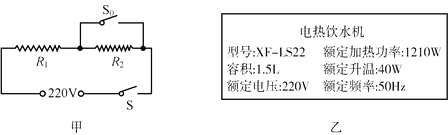 S₀
R₁
R₂
220V
S
甲
电热饮水机
型号:XF-LS22 额定加热功率:1210W
容积:1.5L 额定升温:40W
额定电压:220V 额定频率:50Hz
乙